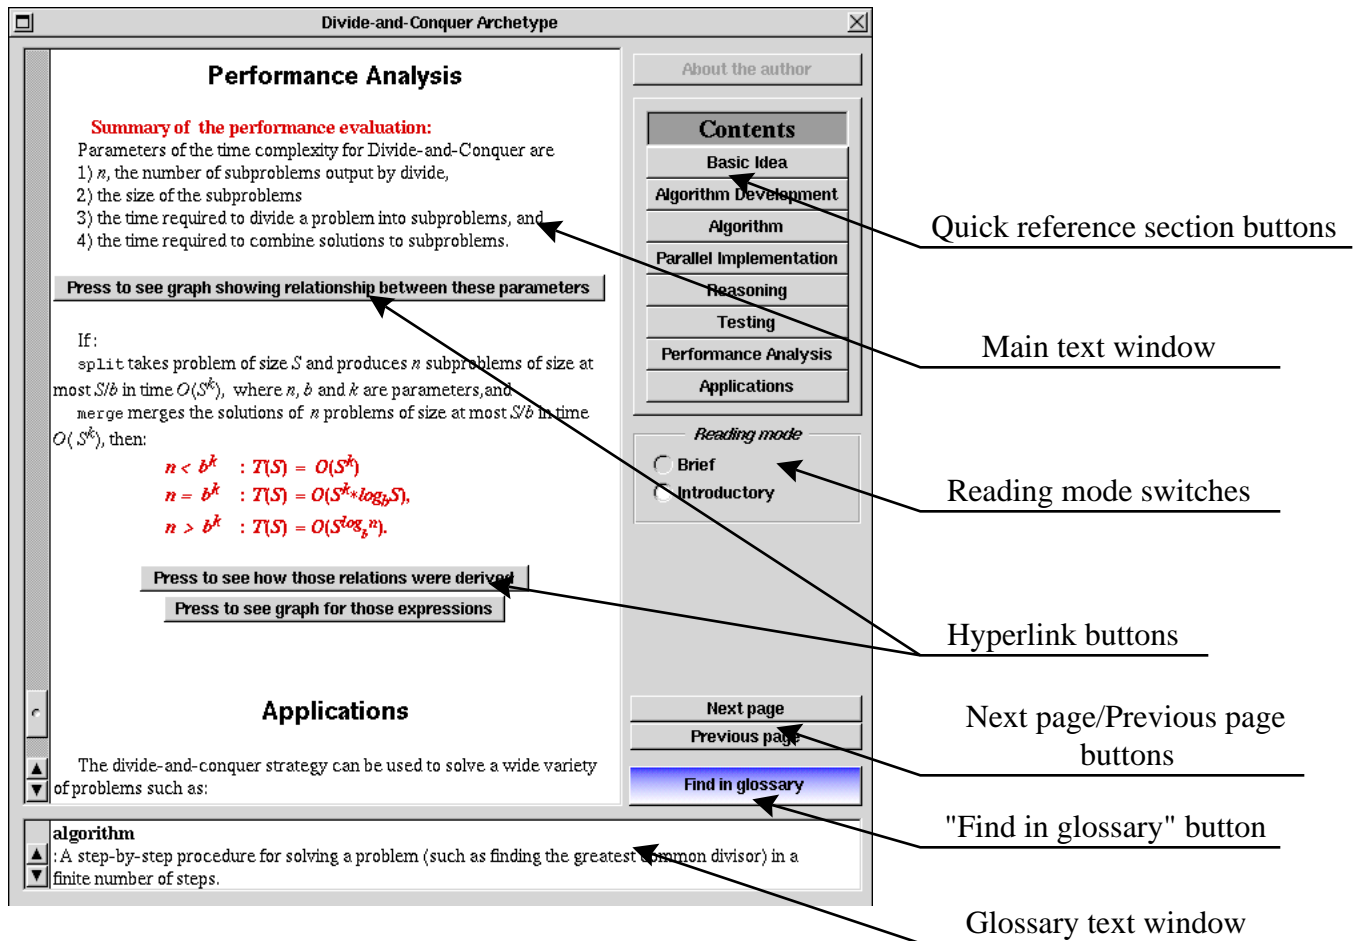 Divide-and-Conquer Archetype
Performance Analysis
Summary of the performance evaluation:
Parameters of the time complexity for Divide-and-Conquer are
1) n, the number of subproblems output by divide,
2) the size of the subproblems
3) the time required to divide a problem into subproblems, and
4) the time required to combine solutions to subproblems.
Press to see graph showing relationship between these parameters
If:
split takes problem of size S and produces n subproblems of size at
most S/b in time O(S^k), where n, b and k are parameters,and
merge merges the solutions of n problems of size at most S/b in time
O( S^k), then:
n < b^k : T(S) = O(S^k)
n = b^k : T(S) = O(S^k*log_b S),
n > b^k : T(S) = O(S^log_b n).
Press to see how those relations were derived
Press to see graph for those expressions
Applications
The divide-and-conquer strategy can be used to solve a wide variety
of problems such as:
About the author
Contents
Basic Idea
Algorithm Development
Algorithm
Parallel Implementation
Reasoning
Testing
Performance Analysis
Applications
Reading mode
Brief
Introductory
Next page
Previous page
Find in glossary
algorithm
:A step-by-step procedure for solving a problem (such as finding the greatest common divisor) in a
finite number of steps.
Quick reference section buttons
Main text window
Reading mode switches
Hyperlink buttons
Next page/Previous page
buttons
"Find in glossary" button
Glossary text window